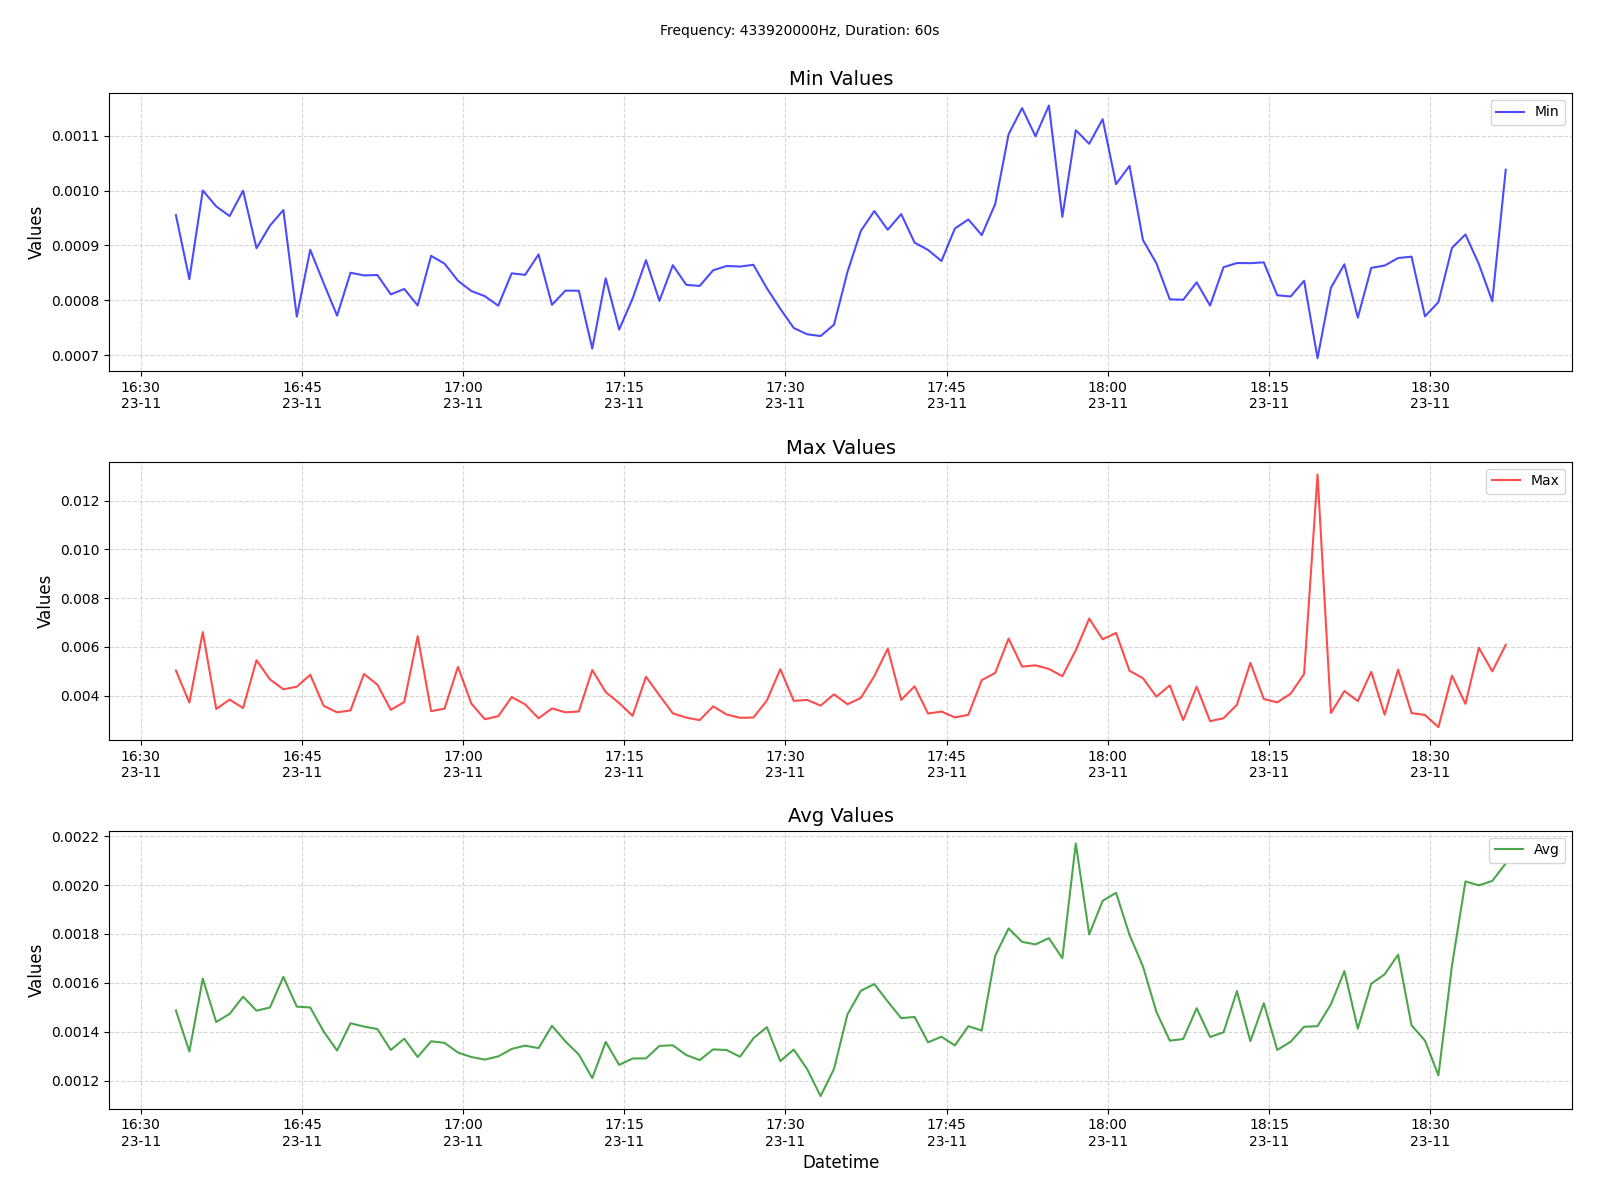 Frequency: 433920000Hz, Duration: 60s
Min Values
Values
0.0011
0.0010
0.0009
0.0008
0.0007
Min
16:30 16:45 17:00 17:15 17:30 17:45 18:00 18:15 18:30
23-11 23-11 23-11 23-11 23-11 23-11 23-11 23-11 23-11
Max Values
Values
0.012
0.010
0.008
0.006
0.004
Max
16:30 16:45 17:00 17:15 17:30 17:45 18:00 18:15 18:30
23-11 23-11 23-11 23-11 23-11 23-11 23-11 23-11 23-11
Avg Values
Values
0.0022
0.0020
0.0018
0.0016
0.0014
0.0012
Avg
16:30 16:45 17:00 17:15 17:30 17:45 18:00 18:15 18:30
23-11 23-11 23-11 23-11 23-11 23-11 23-11 23-11 23-11
Datetime